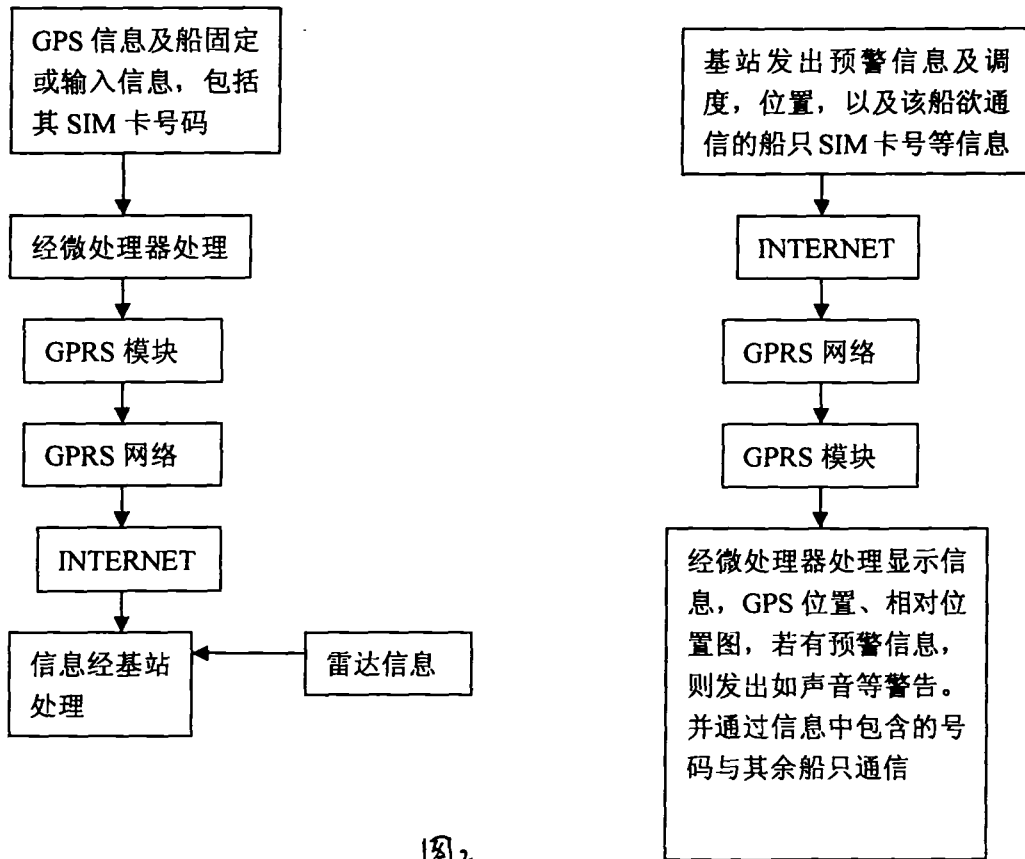 GPS 信息及船固定
或输入信息，包括
其 SIM 卡号码
经微处理器处理
GPRS 模块
GPRS 网络
INTERNET
信息经基站
处理
雷达信息
基站发出预警信息及调
度，位置，以及该船欲通
信的船只 SIM 卡号等信息
INTERNET
GPRS 网络
GPRS 模块
经微处理器处理显示信
息，GPS 位置、相对位
置图，若有预警信息，
则发出如声音等警告。
并通过信息中包含的号
码与其余船只通信
图2